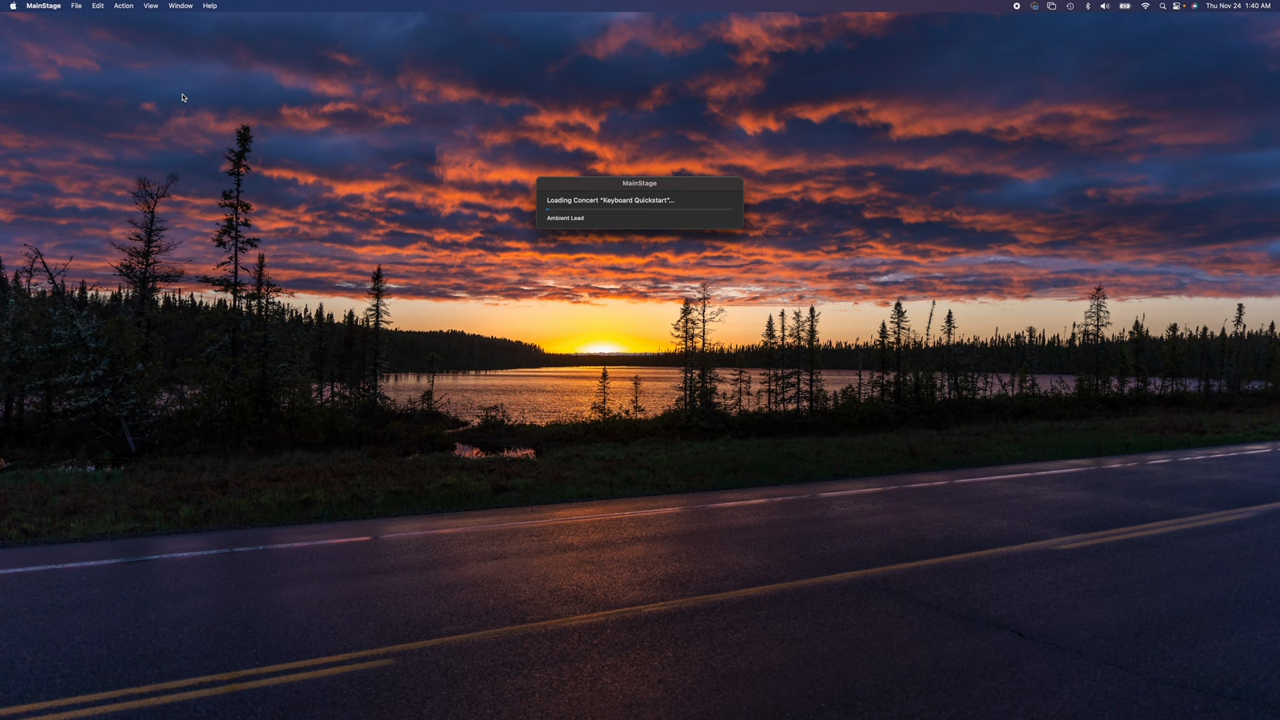 MainStage File Edit Action View Window Help Thu Nov 24 1:40 AM
MainStage
Loading Concert "Keyboard Quickstart"...
Ambient Lead